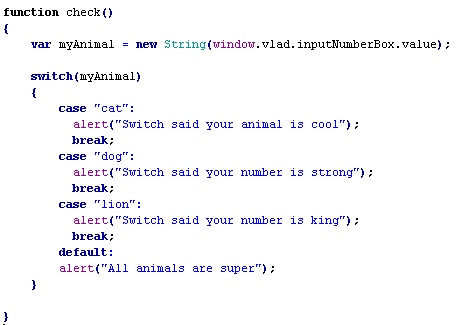 function check()
{
    var myAnimal = new String(window.vlad.inputNumberBox.value);
    switch(myAnimal)
    {
        case "cat":
          alert("Switch said your animal is cool");
          break;
        case "dog":
          alert("Switch said your number is strong");
          break;
        case "lion":
          alert("Switch said your number is king");
          break;
        default:
        alert("All animals are super");
    }
}